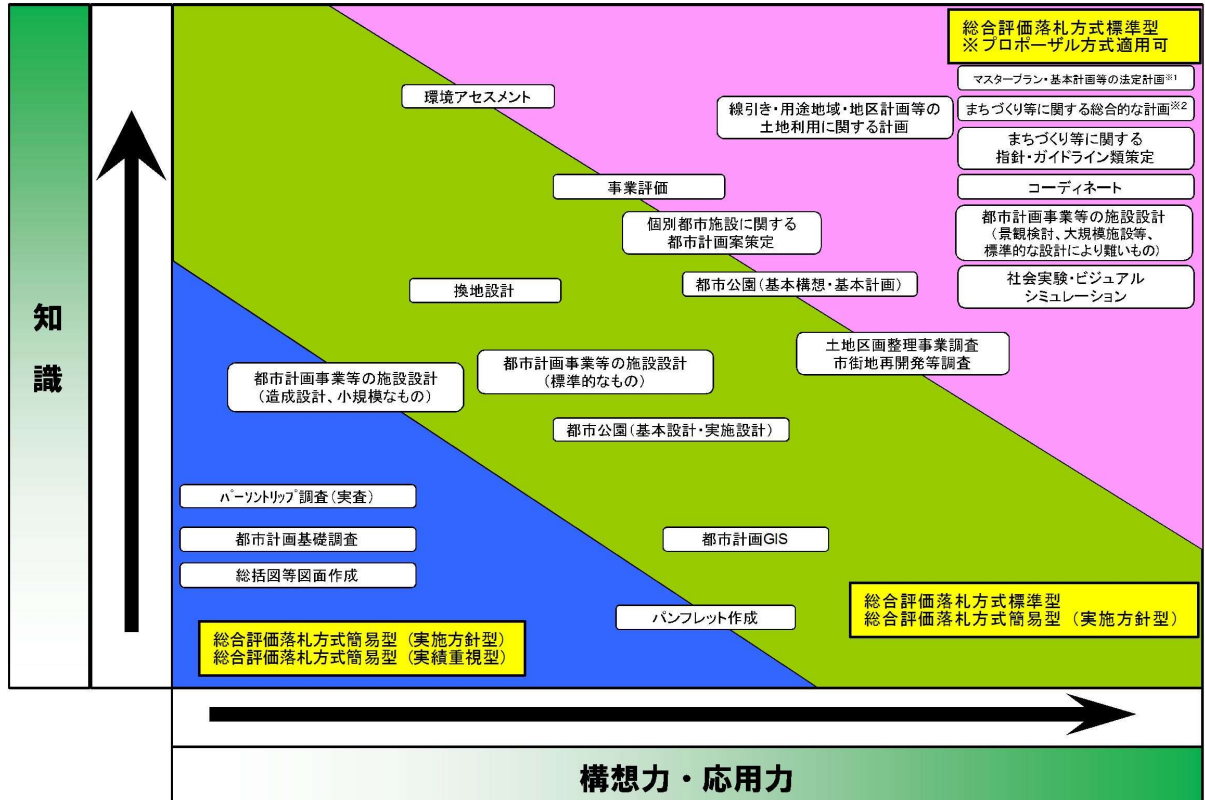 総合評価落札方式標準型
※プロポーザル方式適用可
マスタープラン・基本計画等の法定計画※1
環境アセスメント
線引き・用途地域・地区計画等の
土地利用に関する計画
まちづくり等に関する総合的な計画※2
まちづくり等に関する
指針・ガイドライン類策定
事業評価
コーディネート
個別都市施設に関する
都市計画案策定
都市計画事業等の施設設計
(景観検討、大規模施設等、
標準的な設計により難いもの)
換地設計
都市公園(基本構想・基本計画)
社会実験・ビジュアル
シミュレーション
知
識
都市計画事業等の施設設計
(造成設計、小規模なもの)
都市計画事業等の施設設計
(標準的なもの)
土地区画整理事業調査
市街地再開発等調査
都市公園(基本設計・実施設計)
パーソントリップ調査(実査)
都市計画基礎調査
都市計画GIS
総括図等図面作成
パンフレット作成
総合評価落札方式標準型
総合評価落札方式簡易型(実施方針型)
総合評価落札方式簡易型(実施方針型)
総合評価落札方式簡易型(実績重視型)
構想力・応用力